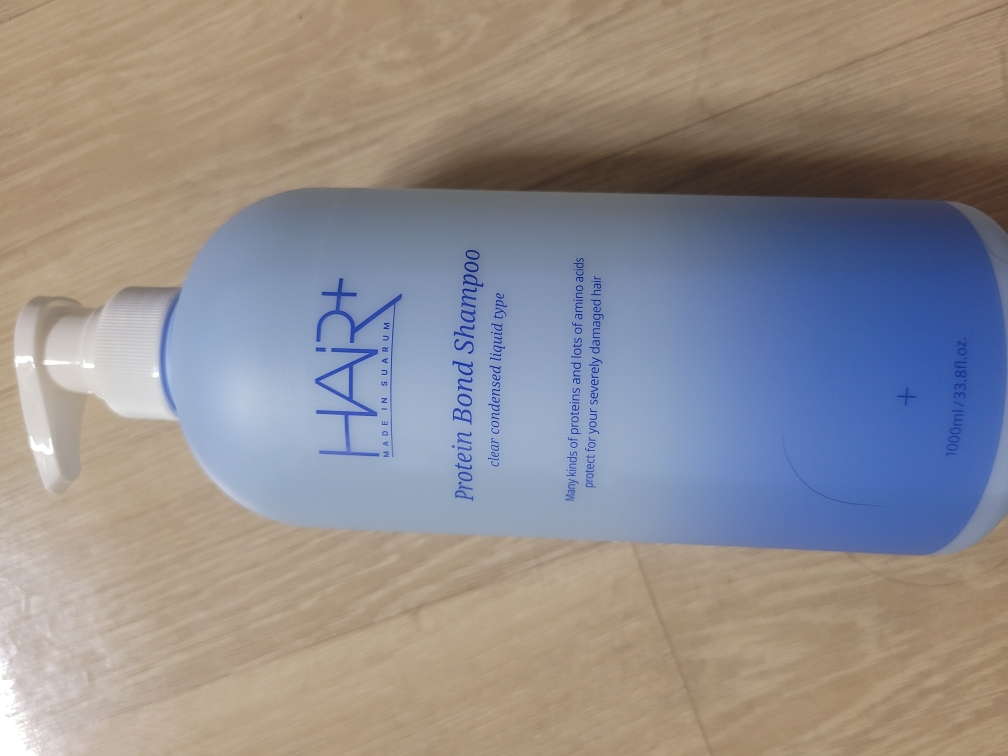 HAiR+
MADE IN SUARUM
Protein Bond Shampoo
clear condensed liquid type
Many kinds of proteins and lots of amino acids
protect for your severely damaged hair
+
1000ml / 33.8fl.oz.